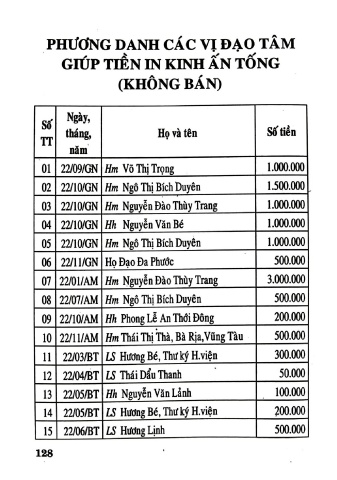 PHƯƠNG DANH CÁC VỊ ĐẠO TÂM
GIÚP TIỀN IN KINH ẤN TỐNG
(KHÔNG BÁN)
Số TT | Ngày, tháng, năm | Họ và tên | Số tiền
01 22/09/GN Hm Võ Thị Trọng 1.000.000
02 22/10/GN Hm Ngô Thị Bích Duyên 1.500.000
03 22/10/GN Hm Nguyễn Đào Thùy Trang 1.000.000
04 22/10/GN Hh Nguyễn Văn Bé 1.000.000
05 22/10/GN Hm Ngô Thị Bích Duyên 1.000.000
06 22/11/GN Họ Đạo Đa Phước 500.000
07 22/01/AM Hm Nguyễn Đào Thùy Trang 3.000.000
08 22/07/AM Hm Ngô Thị Bích Duyên 500.000
09 22/10/AM Hh Phong Lễ An Thới Đông 200.000
10 22/11/AM Hm Thái Thị Thà, Bà Rịa,Vũng Tàu 500.000
11 22/03/BT LS Hương Bé, Thư ký H.viện 300.000
12 22/04/BT LS Thái Dẩu Thanh 50.000
13 22/05/BT Hh Nguyễn Văn Lảnh 100.000
14 22/05/BT LS Hương Bé, Thư ký H.viện 200.000
15 22/06/BT LS Hương Lịnh 500.000
128